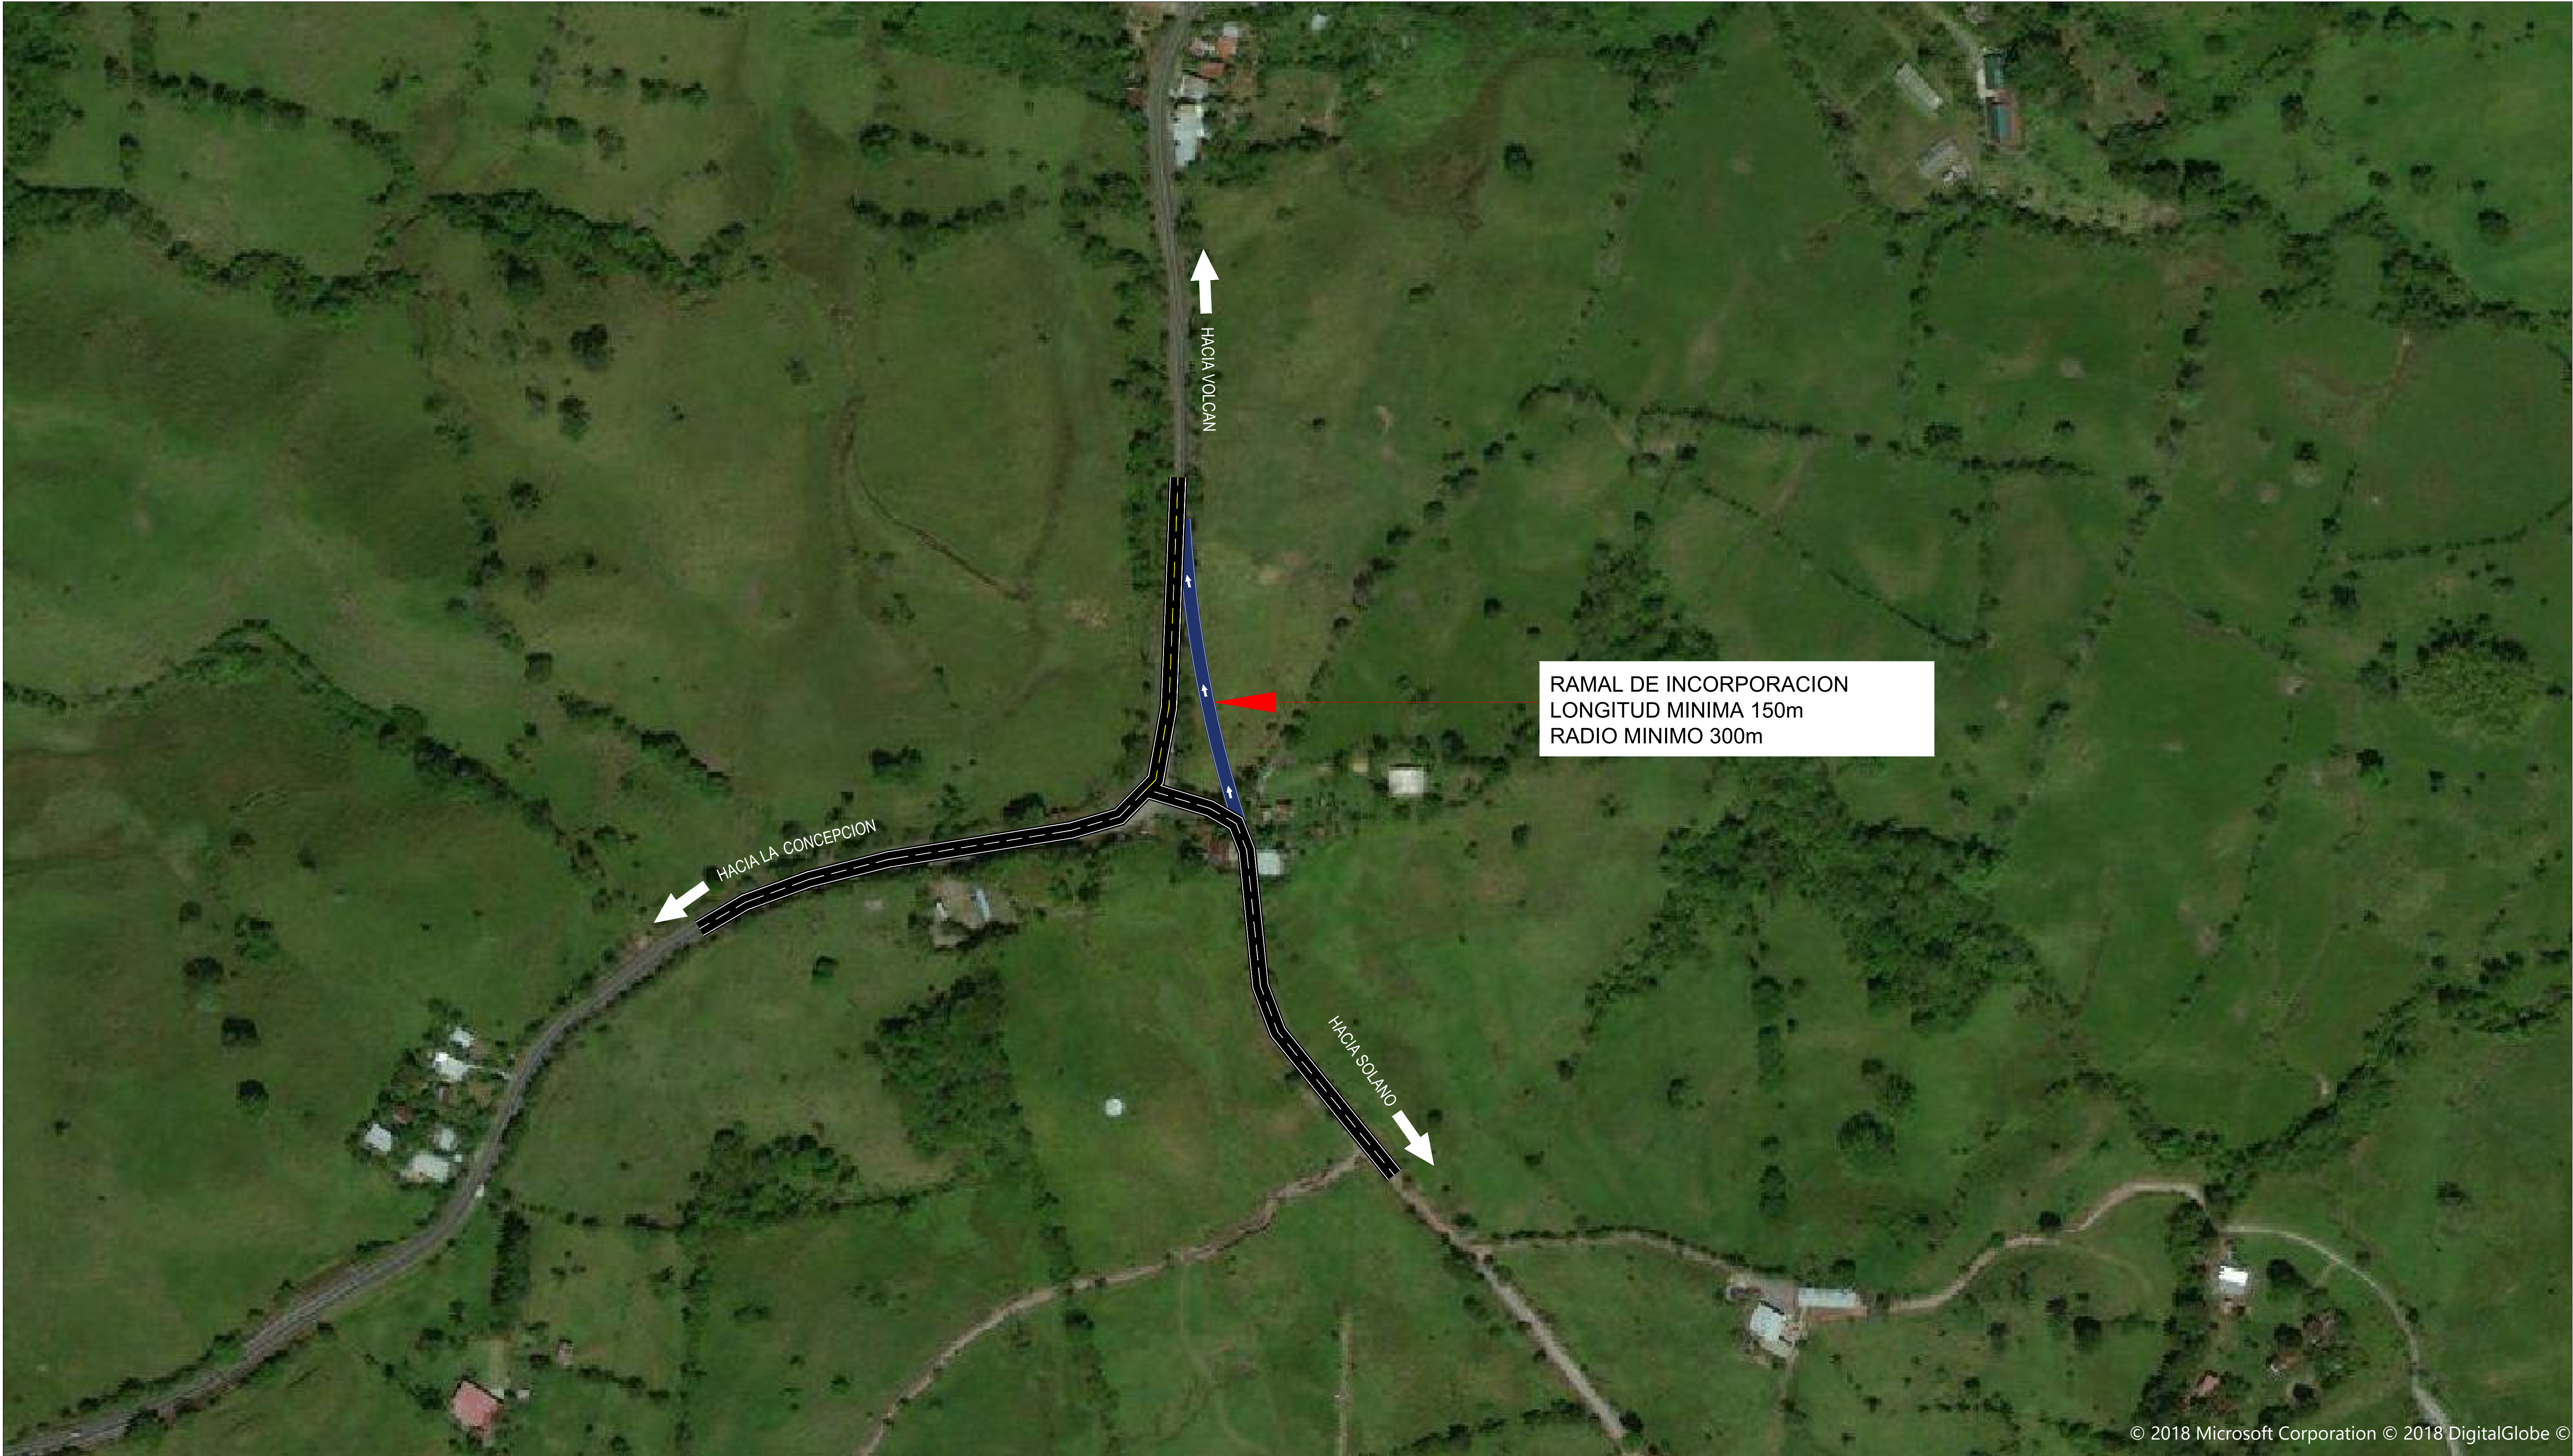 HACIA VOLCAN
RAMAL DE INCORPORACION
LONGITUD MINIMA 150m
RADIO MINIMO 300m
HACIA LA CONCEPCION
HACIA SOLANO
© 2018 Microsoft Corporation © 2018 DigitalGlobe ©